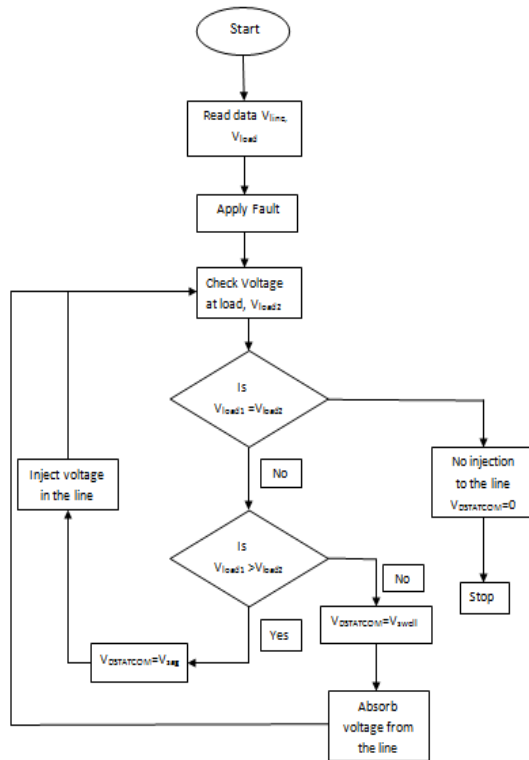 Start
Read data Vline,
Vload
Apply Fault
Check Voltage
at load, Vload2
Is
Vload1 =Vload2
No
No injection
to the line
VDSTATCOM=0
Stop
Inject voltage
in the line
Is
Vload1 >Vload2
No
Yes
VDSTATCOM=Vswell
VDSTATCOM=Vsag
Absorb
voltage from
the line